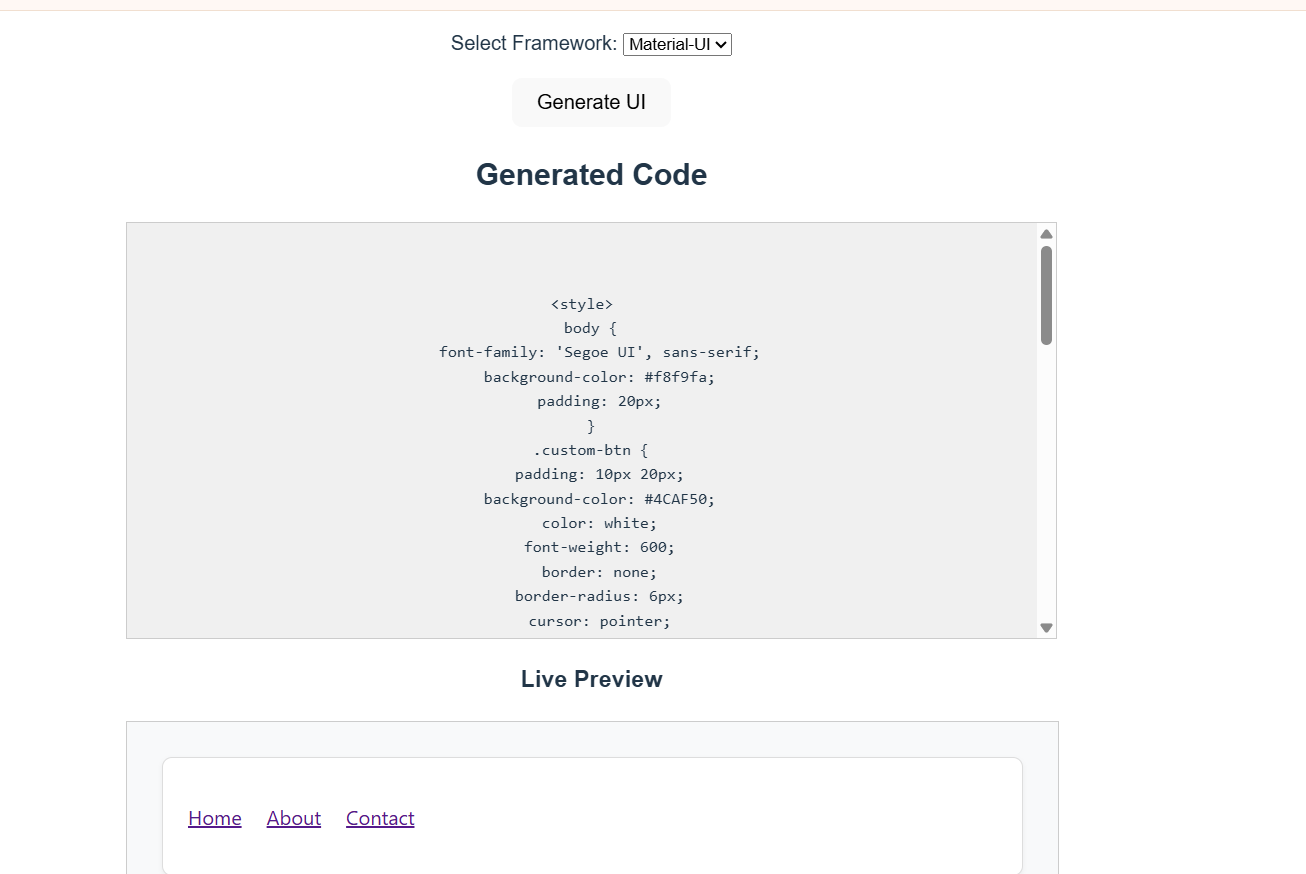 Select Framework: Material-UI
Generate UI
Generated Code
<style>
body {
font-family: 'Segoe UI', sans-serif;
background-color: #f8f9fa;
padding: 20px;
}
.custom-btn {
padding: 10px 20px;
background-color: #4CAF50;
color: white;
font-weight: 600;
border: none;
border-radius: 6px;
cursor: pointer;
Live Preview
Home About Contact